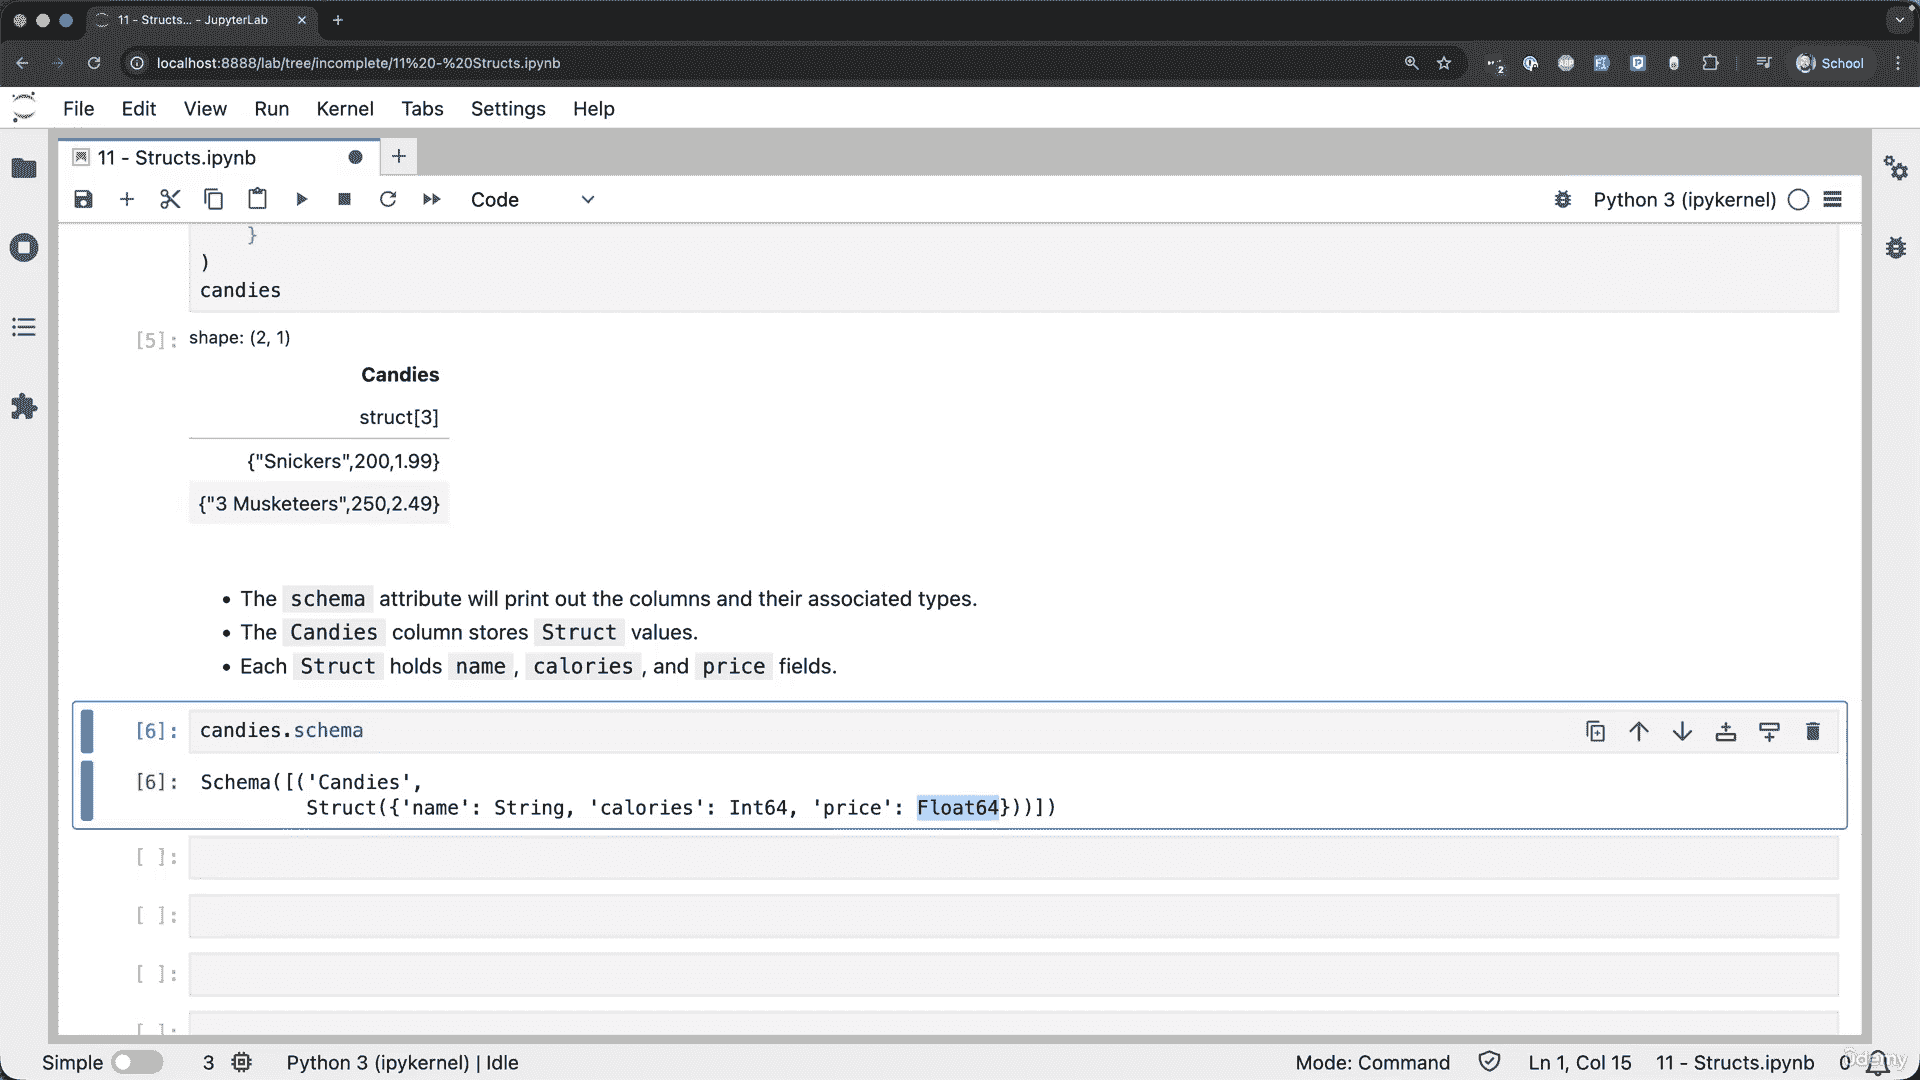 11 - Structs... - JupyterLab
localhost:8888/lab/tree/incomplete/11%20-%20Structs.ipynb
2
ABP
School
File Edit View Run Kernel Tabs Settings Help
11 - Structs.ipynb
Code
Python 3 (ipykernel)
}
)
candies
[5]: shape: (2, 1)
Candies
struct[3]
{"Snickers",200,1.99}
{"3 Musketeers",250,2.49}
• The schema attribute will print out the columns and their associated types.
• The Candies column stores Struct values.
• Each Struct holds name , calories , and price fields.
[6]: candies.schema
[6]: Schema([('Candies',
Struct({'name': String, 'calories': Int64, 'price': Float64}))])
[ ]:
[ ]:
[ ]:
[ ]:
Simple 3 Python 3 (ipykernel) | Idle Mode: Command Ln 1, Col 15 11 - Structs.ipynb 0
udemy